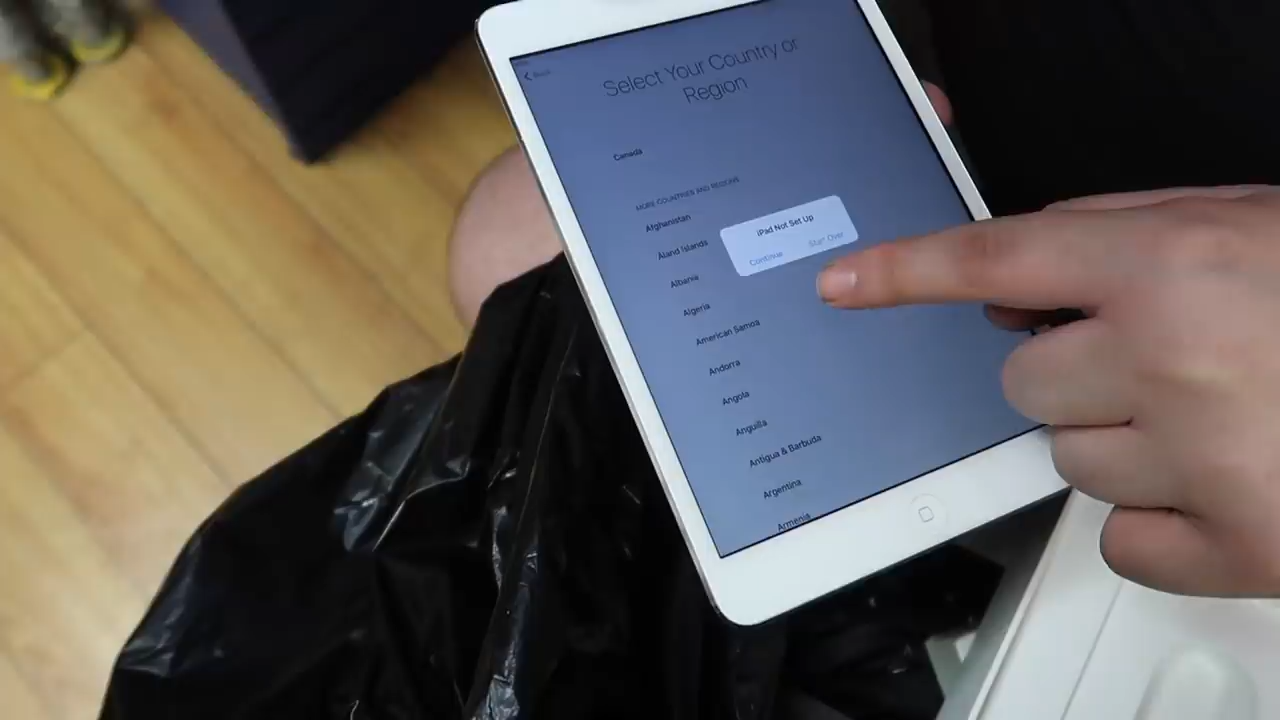 Back
Select Your Country or
Region
Canada
MORE COUNTRIES AND REGIONS
Afghanistan
Åland Islands
Albania
Algeria
American Samoa
Andorra
Angola
Anguilla
Antigua & Barbuda
Argentina
Armenia
iPad Not Set Up
Continue
Start Over